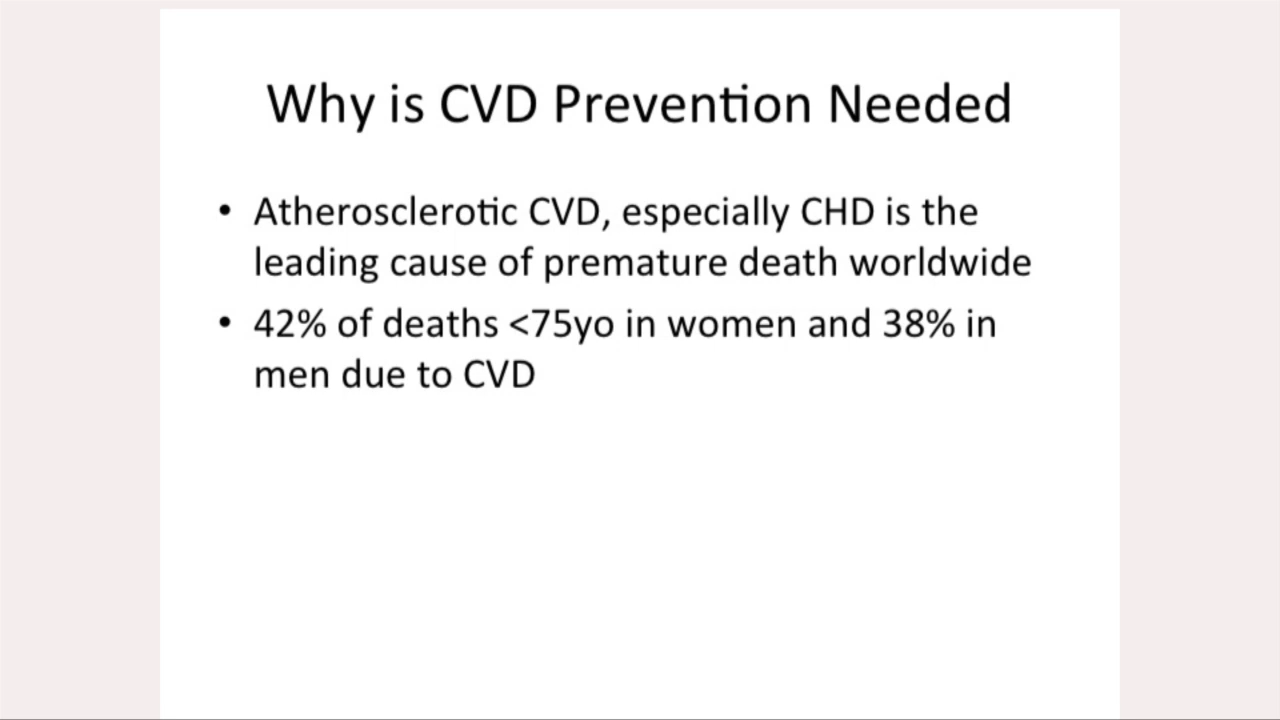 Why is CVD Prevention Needed
• Atherosclerotic CVD, especially CHD is the
leading cause of premature death worldwide
• 42% of deaths <75yo in women and 38% in
men due to CVD